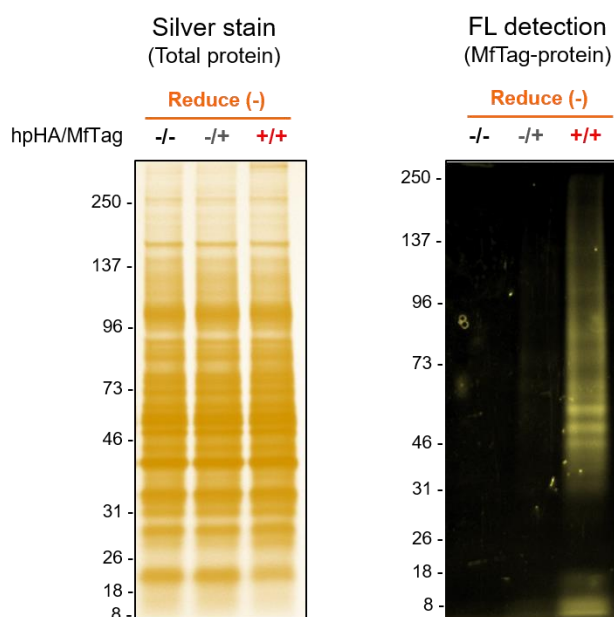 Silver stain
(Total protein)
Reduce (-)
hpHA/MfTag -/- -/+ +/+
250 -
137 -
96 -
73 -
46 -
31 -
26 -
18 -
8 -
FL detection
(MfTag-protein)
Reduce (-)
-/- -/+ +/+
250 -
137 -
96 -
73 -
46 -
31 -
26 -
18 -
8 -